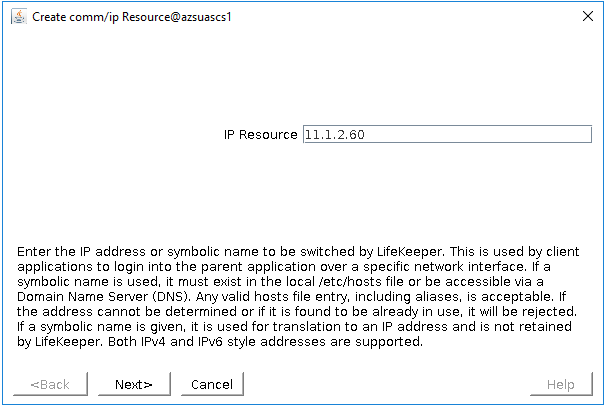 Create comm/ip Resource@azsuascs1
IP Resource 11.1.2.60
Enter the IP address or symbolic name to be switched by LifeKeeper. This is used by client
applications to login into the parent application over a specific network interface. If a
symbolic name is used, it must exist in the local /etc/hosts file or be accessible via a
Domain Name Server (DNS). Any valid hosts file entry, including aliases, is acceptable. If
the address cannot be determined or if it is found to be already in use, it will be rejected.
If a symbolic name is given, it is used for translation to an IP address and is not retained
by LifeKeeper. Both IPv4 and IPv6 style addresses are supported.
<Back Next> Cancel Help